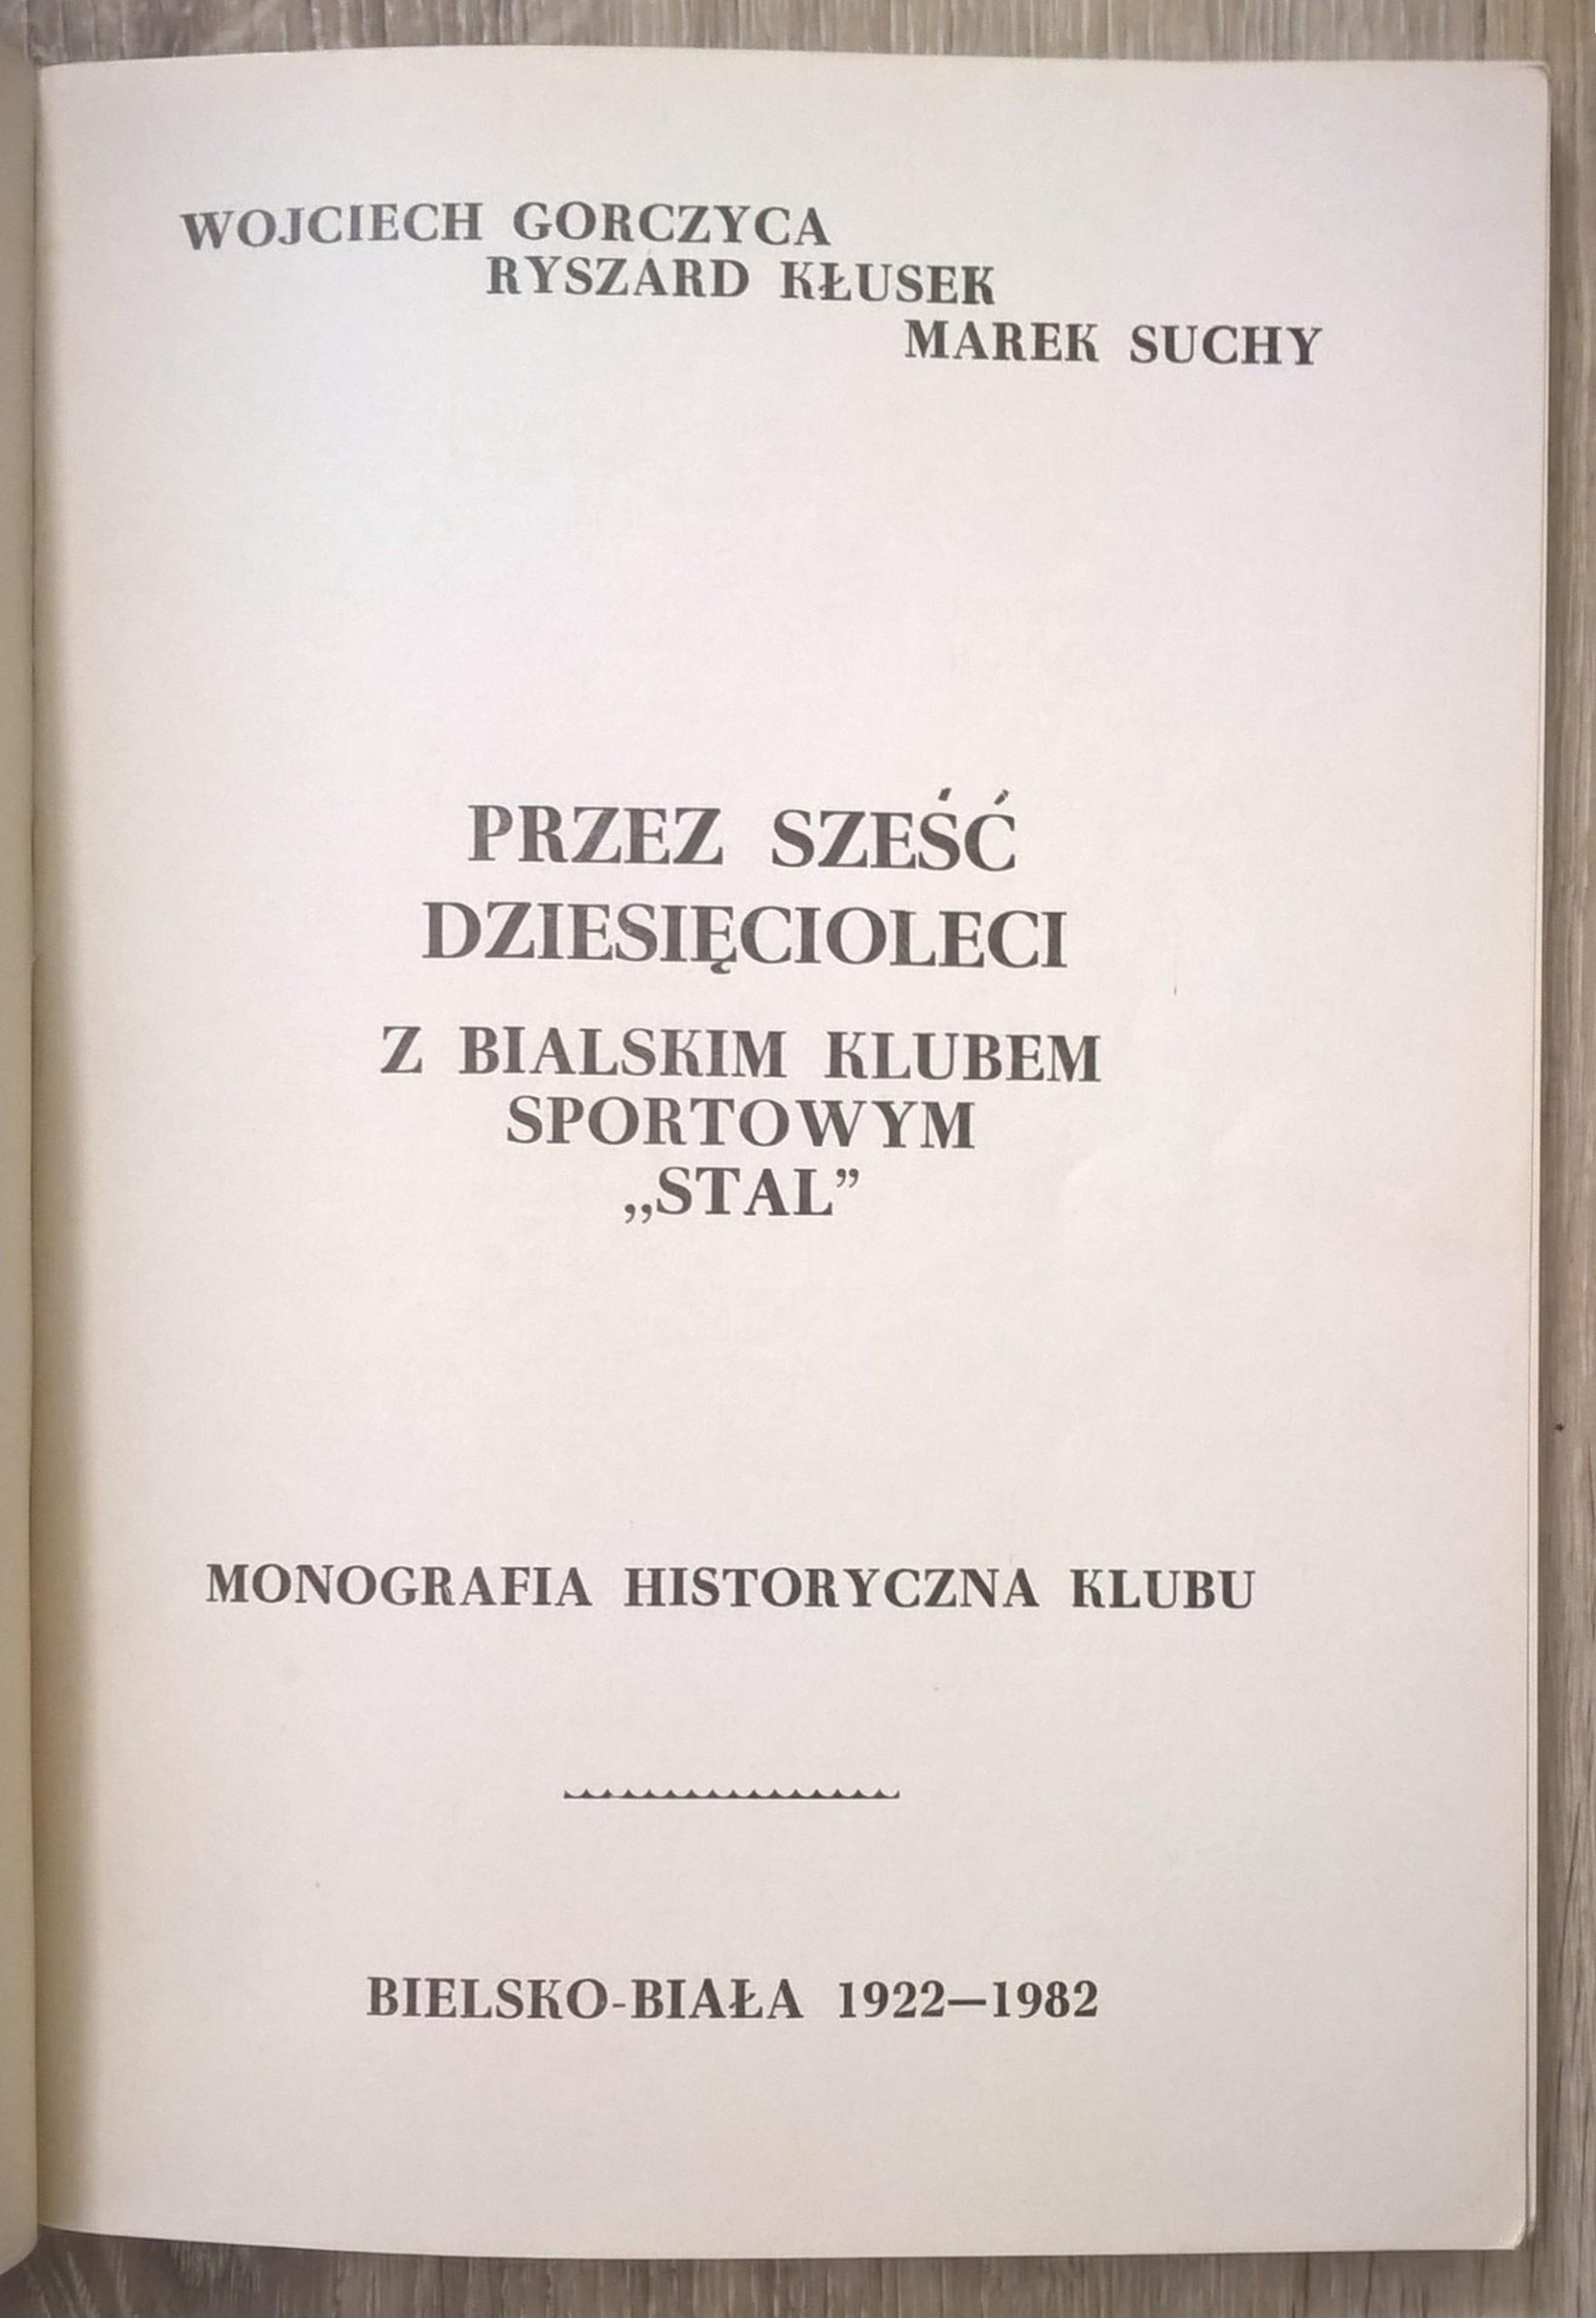 WOJCIECH GORCZYCA
RYSZARD KŁUSEK
MAREK SUCHY
PRZEZ SZEŚĆ
DZIESIĘCIOLECI
Z BIALSKIM KLUBEM
SPORTOWYM
„STAL”
MONOGRAFIA HISTORYCZNA KLUBU
BIELSKO-BIAŁA 1922—1982